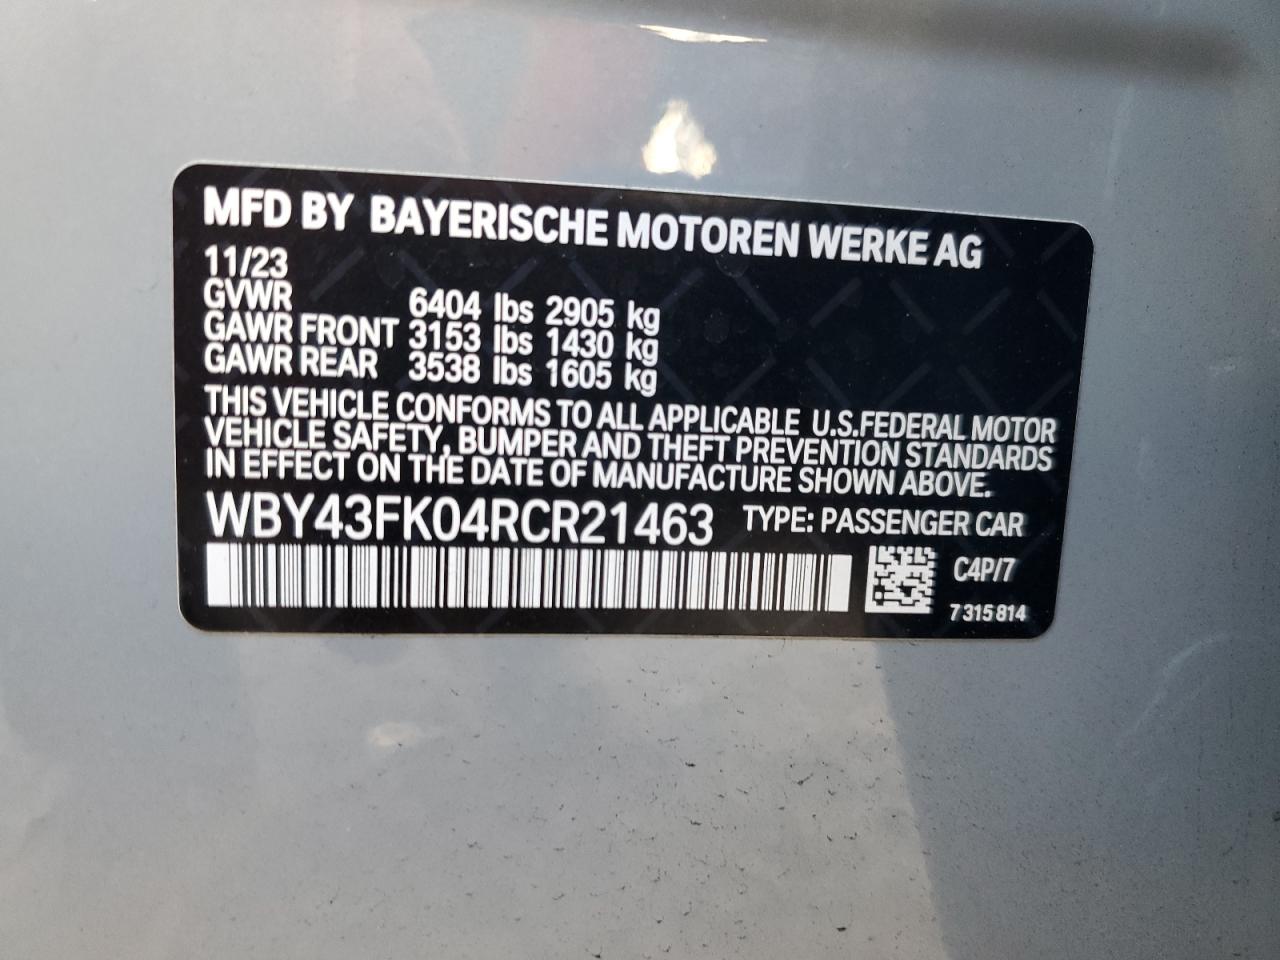 MFD BY BAYERISCHE MOTOREN WERKE AG
11/23
GVWR 6404 lbs 2905 kg
GAWR FRONT 3153 lbs 1430 kg
GAWR REAR 3538 lbs 1605 kg
THIS VEHICLE CONFORMS TO ALL APPLICABLE U.S.FEDERAL MOTOR
VEHICLE SAFETY, BUMPER AND THEFT PREVENTION STANDARDS
IN EFFECT ON THE DATE OF MANUFACTURE SHOWN ABOVE.
WBY43FK04RCR21463 TYPE: PASSENGER CAR
C4P/7
7 315 814